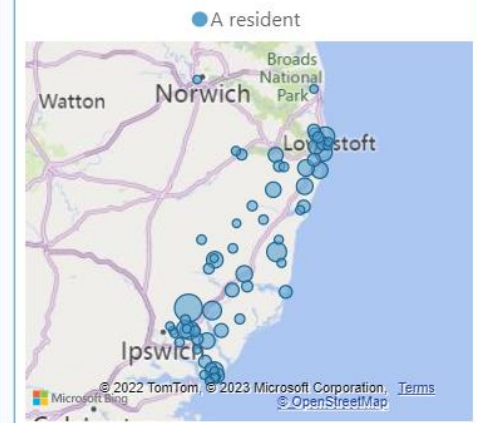 A resident
Broads
National
Park
Norwich
Watton
Lowestoft
Ipswich
© 2022 TomTom, © 2023 Microsoft Corporation, Terms
Microsoft Bing
© OpenStreetMap